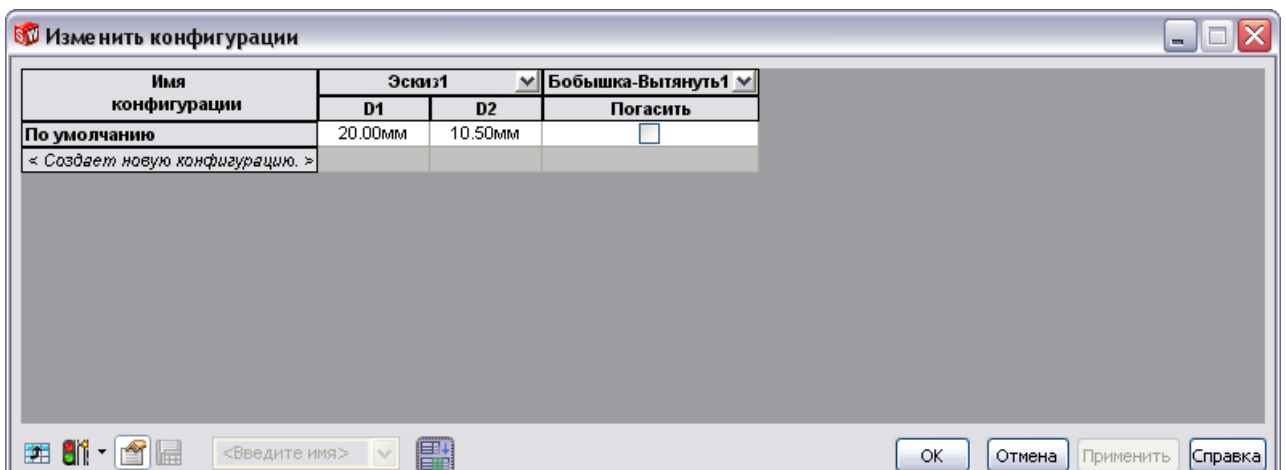 Изменить конфигурации
Имя конфигурации
Эскиз1
Бобышка-Вытянуть1
D1
D2
Погасить
По умолчанию
20.00мм
10.50мм
< Создает новую конфигурацию. >
<Введите имя>
OK
Отмена
Применить
Справка